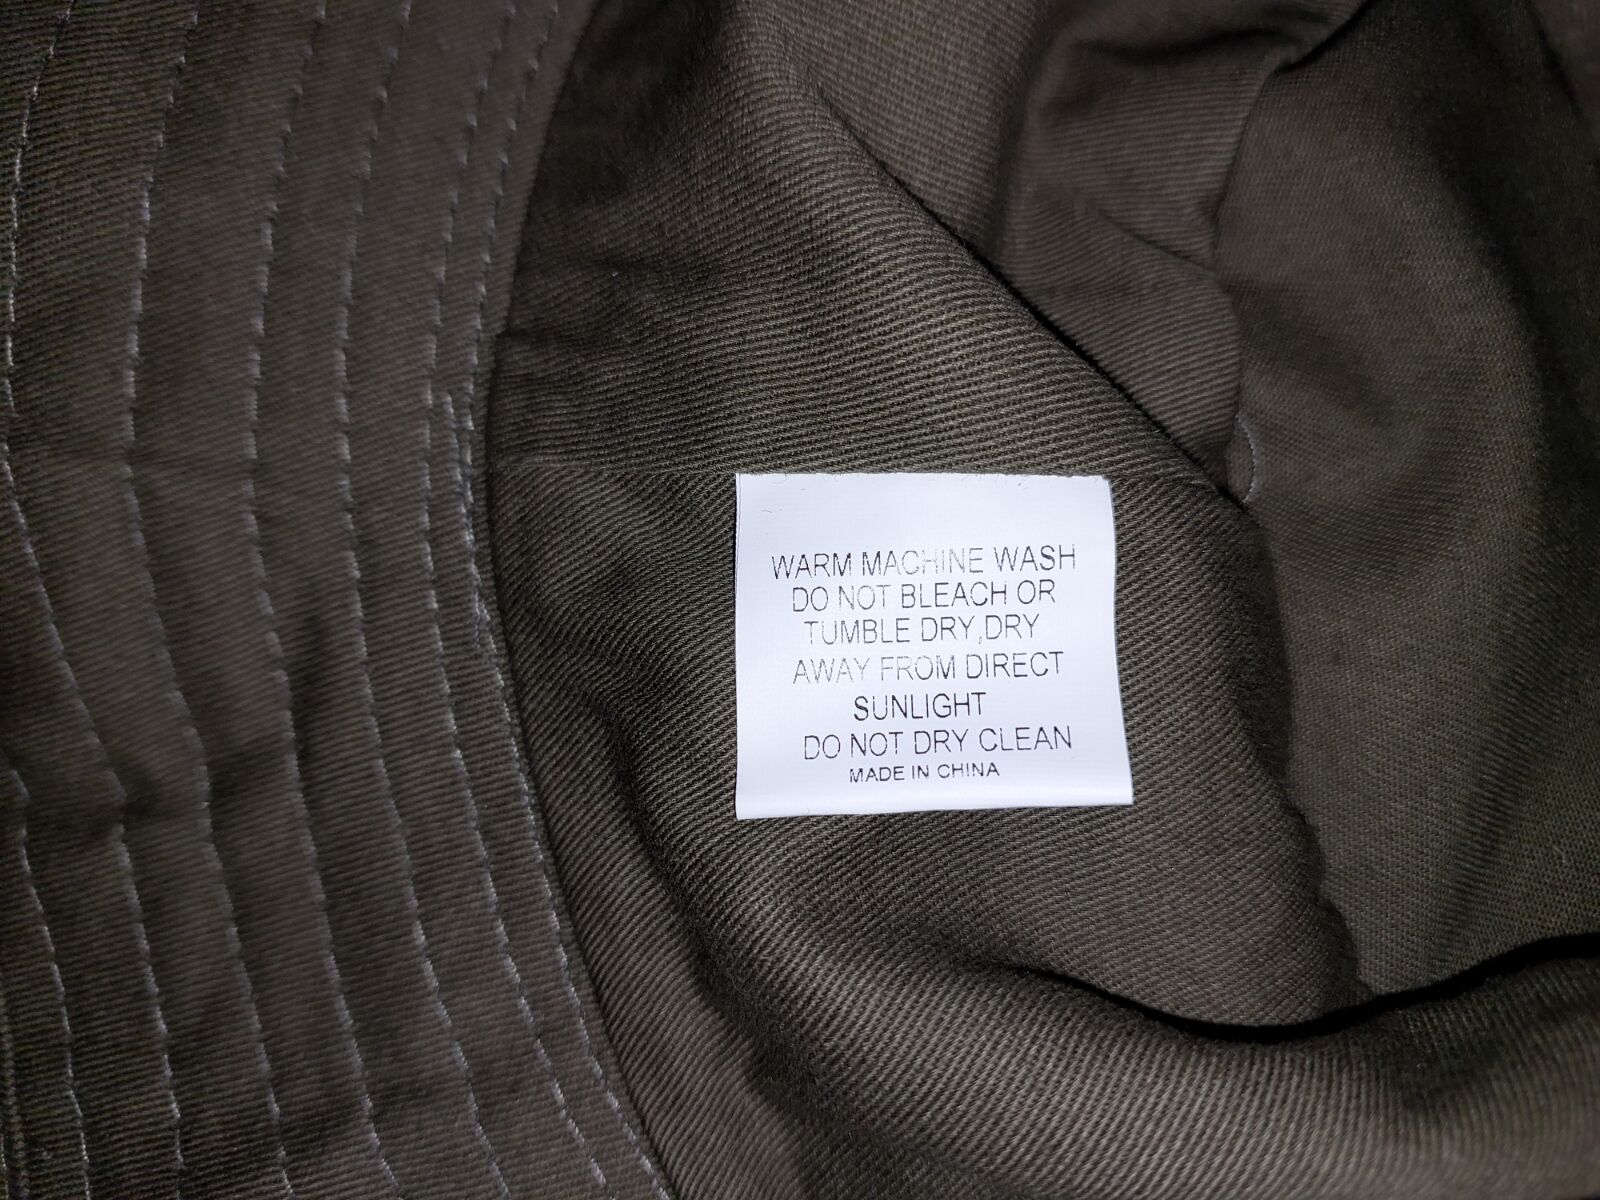 WARM MACHINE WASH
DO NOT BLEACH OR
TUMBLE DRY,DRY
AWAY FROM DIRECT
SUNLIGHT
DO NOT DRY CLEAN
MADE IN CHINA